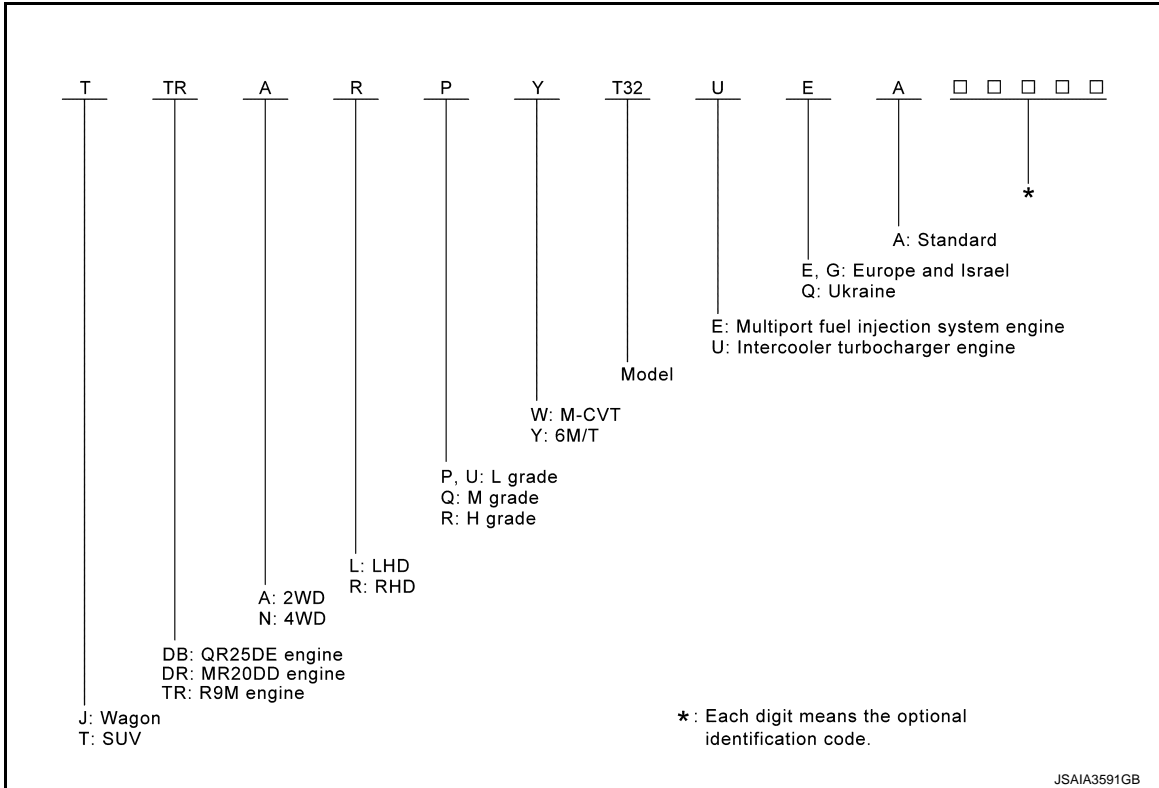 T TR A R P Y T32 U E A □ □ □ □ □
*
A: Standard
E, G: Europe and Israel
Q: Ukraine
E: Multiport fuel injection system engine
U: Intercooler turbocharger engine
Model
W: M-CVT
Y: 6M/T
P, U: L grade
Q: M grade
R: H grade
L: LHD
R: RHD
A: 2WD
N: 4WD
DB: QR25DE engine
DR: MR20DD engine
TR: R9M engine
J: Wagon
T: SUV
* : Each digit means the optional
identification code.
JSAIA3591GB